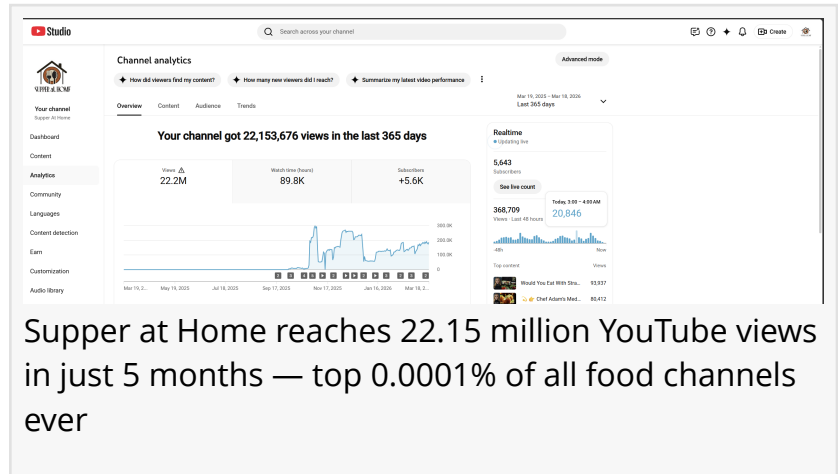 Studio
Search across your channel
Create
SUPPER at HOME
Your channel
Supper At Home
Dashboard
Content
Analytics
Community
Languages
Content detection
Earn
Customization
Audio library
Channel analytics
Advanced mode
How did viewers find my content?
How many new viewers did I reach?
Summarize my latest video performance
Overview Content Audience Trends
Mar 19, 2025 – Mar 18, 2026
Last 365 days
Your channel got 22,153,676 views in the last 365 days
Views
22.2M
Watch time (hours)
89.8K
Subscribers
+5.6K
300.0K
200.0K
100.0K
0
Mar 19, 2... May 19, 2025 Jul 18, 2025 Sep 17, 2025 Nov 17, 2025 Jan 16, 2026 Mar 18, 2...
Realtime
Updating live
5,643
Subscribers
See live count
368,709
Views · Last 48 hours
Today, 3:00 – 4:00 AM
20,846
-48h Now
Top content Views
Would You Eat With Stra... 93,937
Chef Adam's Med... 80,412
Supper at Home reaches 22.15 million YouTube views
in just 5 months — top 0.0001% of all food channels
ever